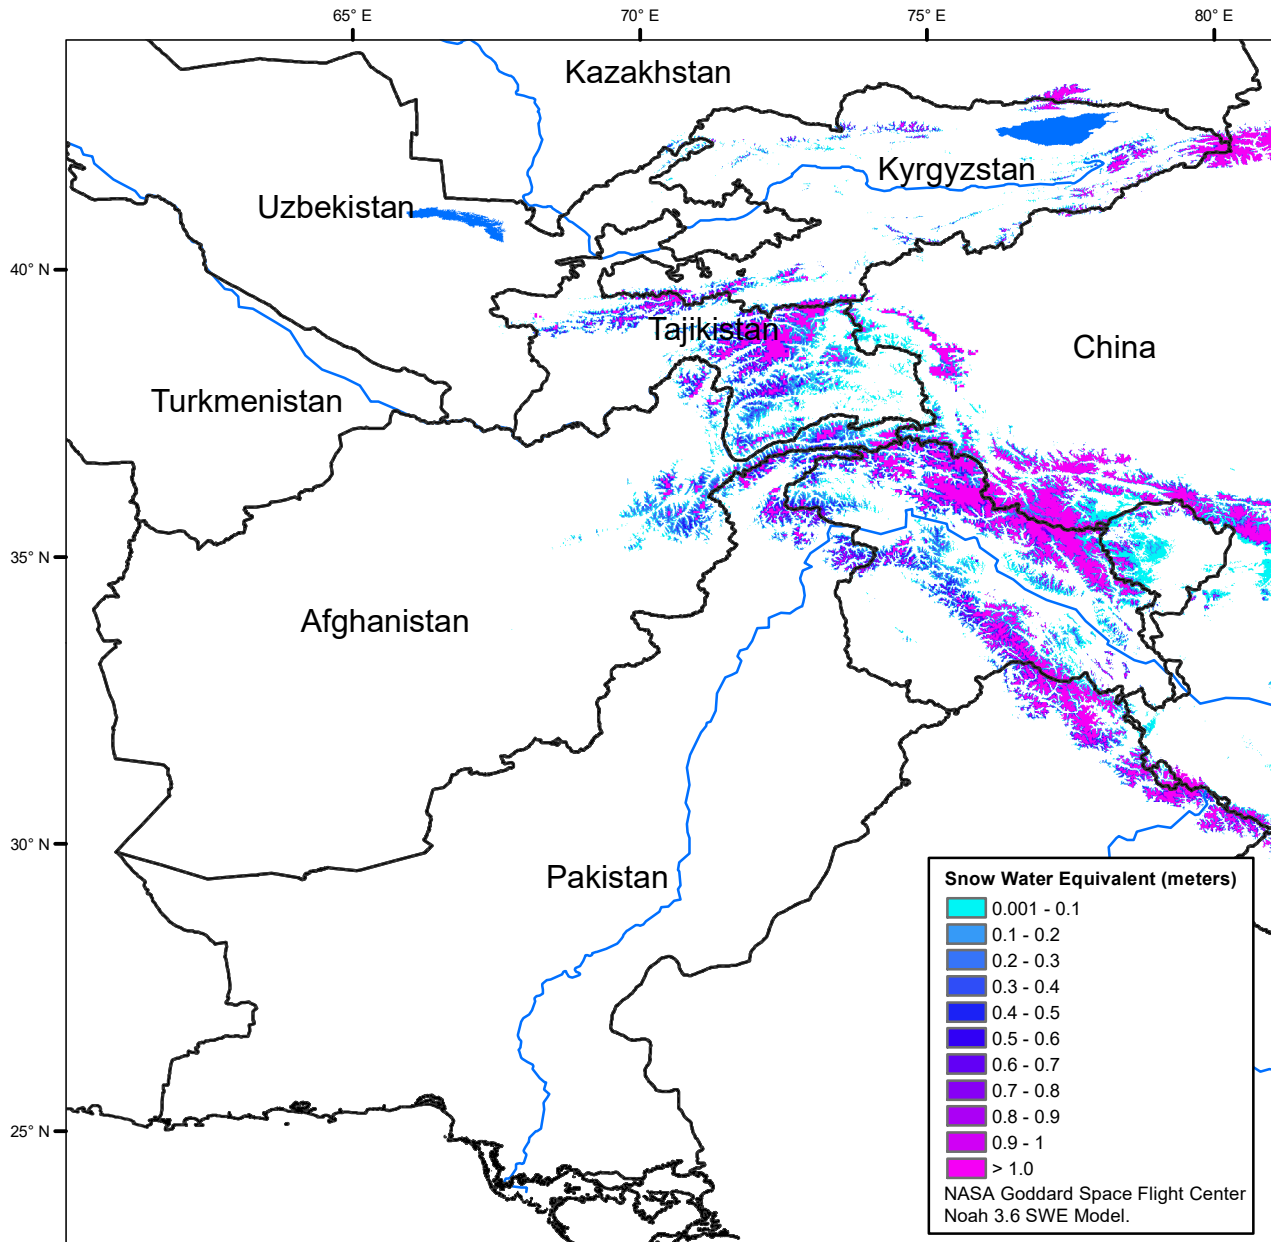 65° E
70° E
75° E
80° E
Kazakhstan
Kyrgyzstan
Uzbekistan
40° N
Tajikistan
China
Turkmenistan
35° N
Afghanistan
30° N
Pakistan
25° N
Snow Water Equivalent (meters)
0.001 - 0.1
0.1 - 0.2
0.2 - 0.3
0.3 - 0.4
0.4 - 0.5
0.5 - 0.6
0.6 - 0.7
0.7 - 0.8
0.8 - 0.9
0.9 - 1
> 1.0
NASA Goddard Space Flight Center
Noah 3.6 SWE Model.